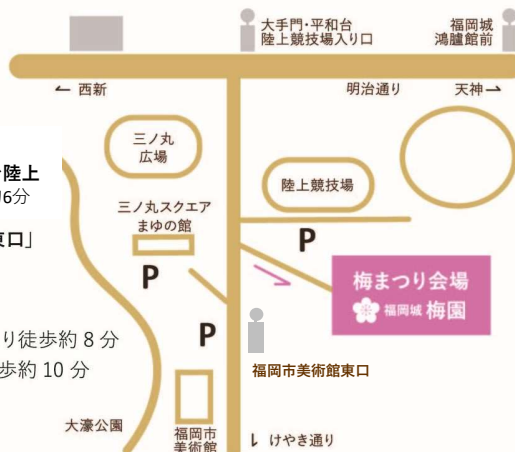 大手門・平和台
陸上競技場入り口
福岡城
鴻臚館前
← 西新
明治通り
天神→
三ノ丸
広場
陸上
6分
陸上競技場
三ノ丸スクエア
まゆの館
東口」
P
P
梅まつり会場
福岡城 梅園
P
り徒歩約 8 分
歩約 10 分
福岡市美術館東口
大濠公園
福岡市
美術館
けやき通り